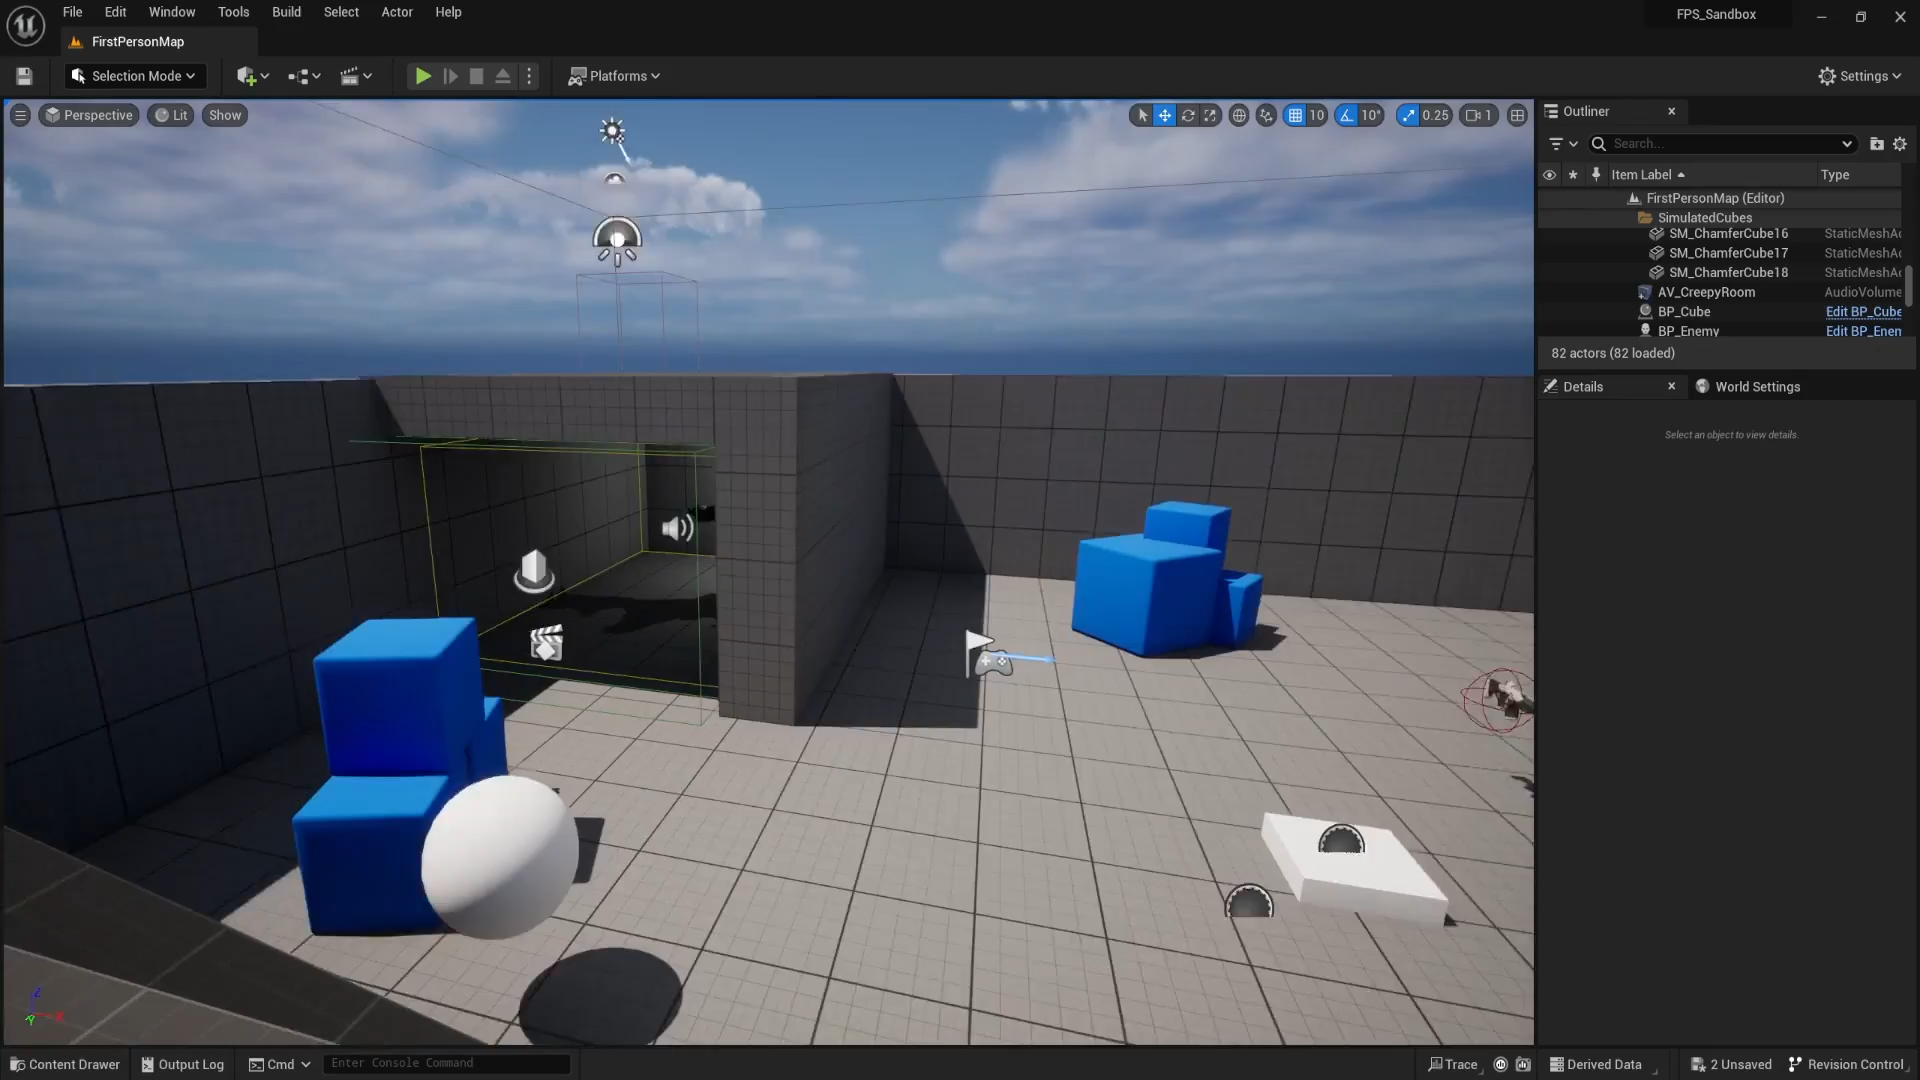 File Edit Window Tools Build Select Actor Help
FPS_Sandbox
FirstPersonMap
Selection Mode
Platforms
Settings
Perspective Lit Show
10 10° 0.25 1
Outliner
Search...
Item Label Type
FirstPersonMap (Editor)
SimulatedCubes
SM_ChamferCube16 StaticMeshAc
SM_ChamferCube17 StaticMeshAc
SM_ChamferCube18 StaticMeshAc
AV_CreepyRoom AudioVolume
BP_Cube Edit BP_Cube
BP_Enemy Edit BP_Enem
82 actors (82 loaded)
Details World Settings
Select an object to view details.
Z
X
Y
Content Drawer Output Log Cmd Enter Console Command Trace Derived Data 2 Unsaved Revision Control